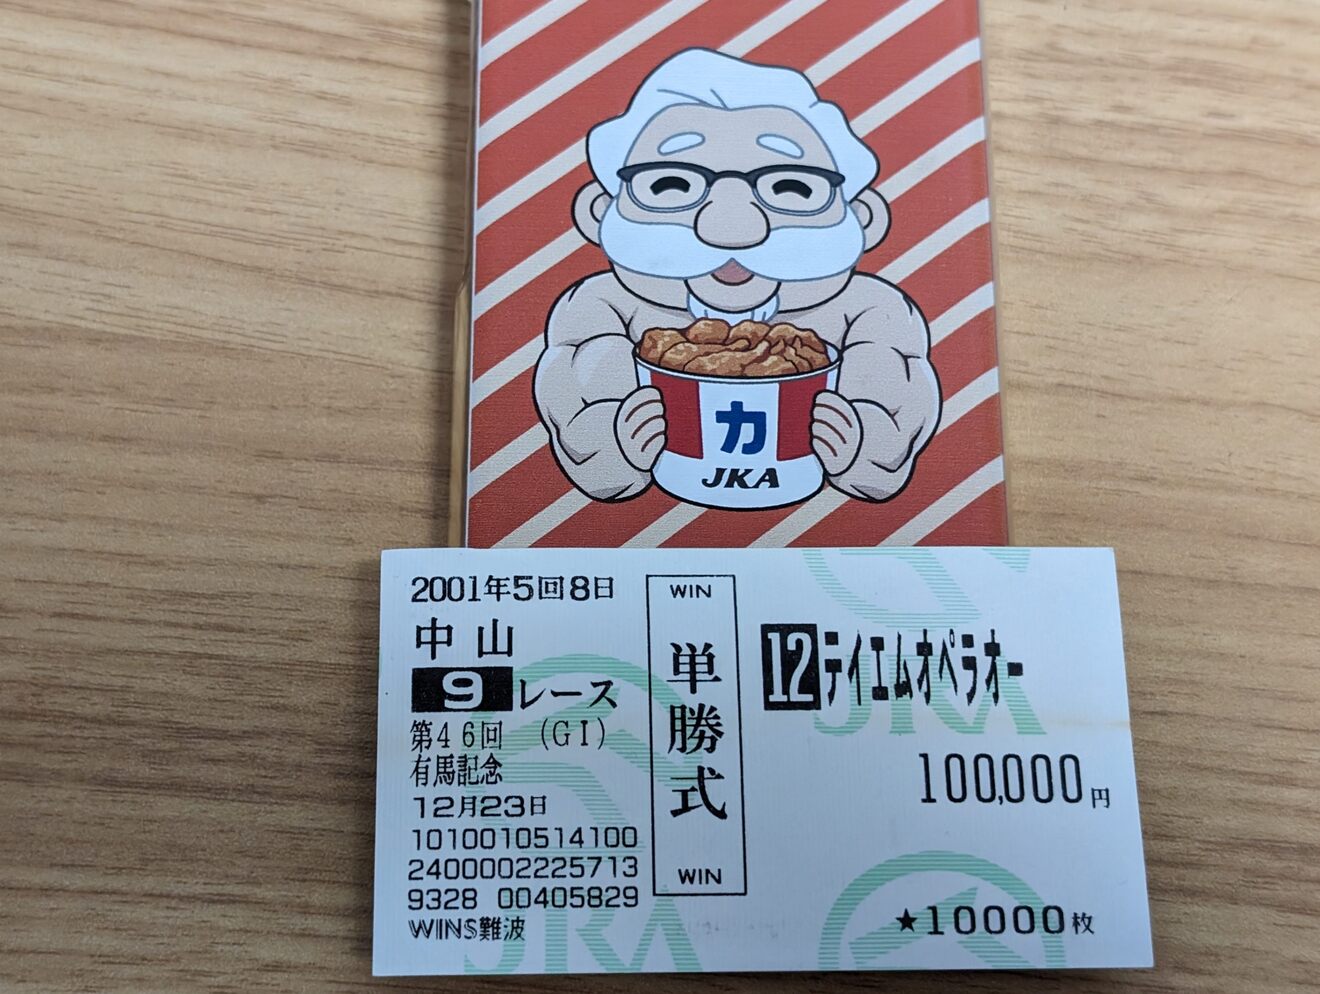 力
JKA
2001年5回8日
中山
9レース
第46回 (GI)
有馬記念
12月23日
1010010514100
2400002225713
9328 00405829
WINS難波
WIN
単勝式
WIN
12テイエムオペラオー
100,000円
★10000枚
JRA
JRA